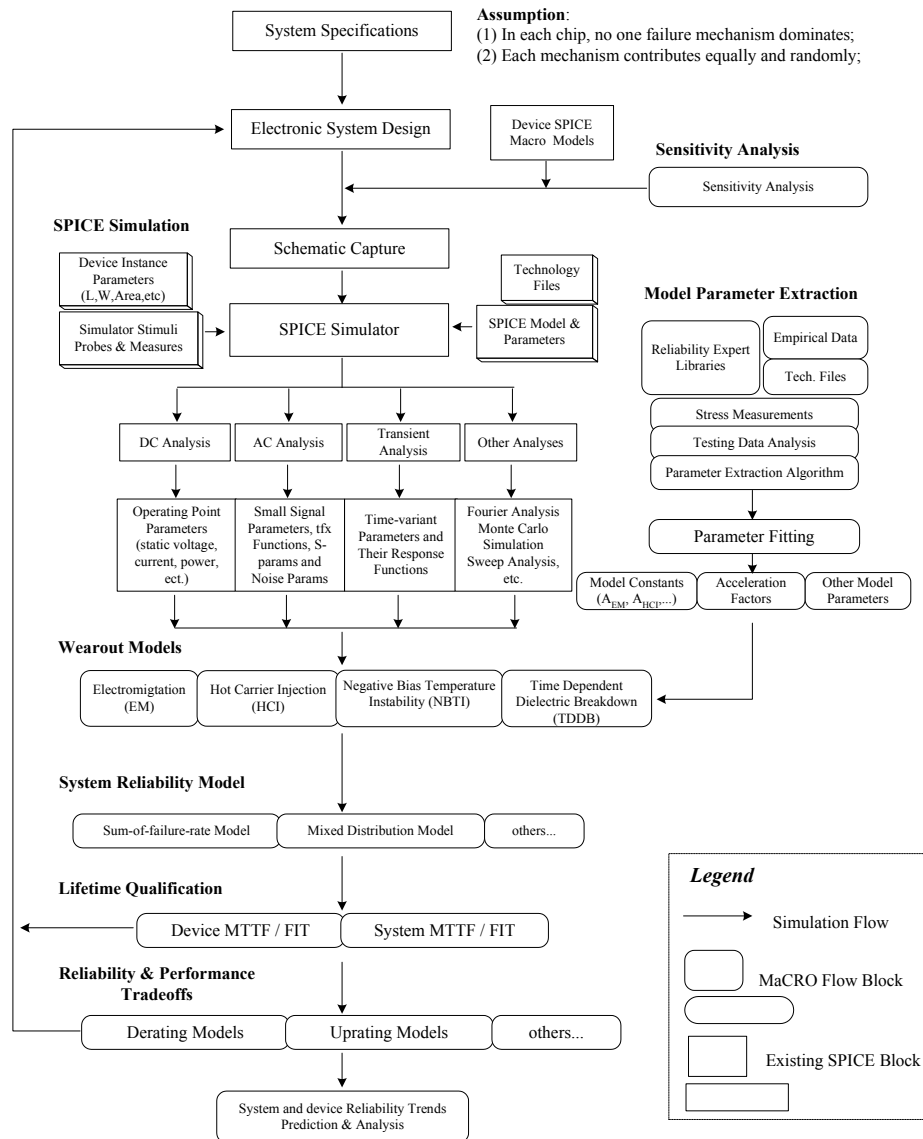 System Specifications
Assumption:
(1) In each chip, no one failure mechanism dominates;
(2) Each mechanism contributes equally and randomly;
Electronic System Design
Device SPICE
Macro Models
Sensitivity Analysis
Sensitivity Analysis
SPICE Simulation
Schematic Capture
Device Instance
Parameters
(L,W,Area,etc)
Technology
Files
Simulator Stimuli
Probes & Measures
SPICE Simulator
SPICE Model &
Parameters
Model Parameter Extraction
Reliability Expert
Libraries
Empirical Data
Tech. Files
Stress Measurements
Testing Data Analysis
Parameter Extraction Algorithm
DC Analysis
AC Analysis
Transient
Analysis
Other Analyses
Operating Point
Parameters
(static voltage,
current, power,
ect.)
Small Signal
Parameters, tfx
Functions, S-
params and
Noise Params
Time-variant
Parameters and
Their Response
Functions
Fourier Analysis
Monte Carlo
Simulation
Sweep Analysis,
etc.
Parameter Fitting
Model Constants
(A_EM, A_HCI,...)
Acceleration
Factors
Other Model
Parameters
Wearout Models
Electromigtation
(EM)
Hot Carrier Injection
(HCI)
Negative Bias Temperature
Instability (NBTI)
Time Dependent
Dielectric Breakdown
(TDDB)
System Reliability Model
Sum-of-failure-rate Model
Mixed Distribution Model
others...
Lifetime Qualification
Device MTTF / FIT
System MTTF / FIT
Reliability & Performance
Tradeoffs
Derating Models
Uprating Models
others...
System and device Reliability Trends
Prediction & Analysis
Legend
Simulation Flow
MaCRO Flow Block
Existing SPICE Block